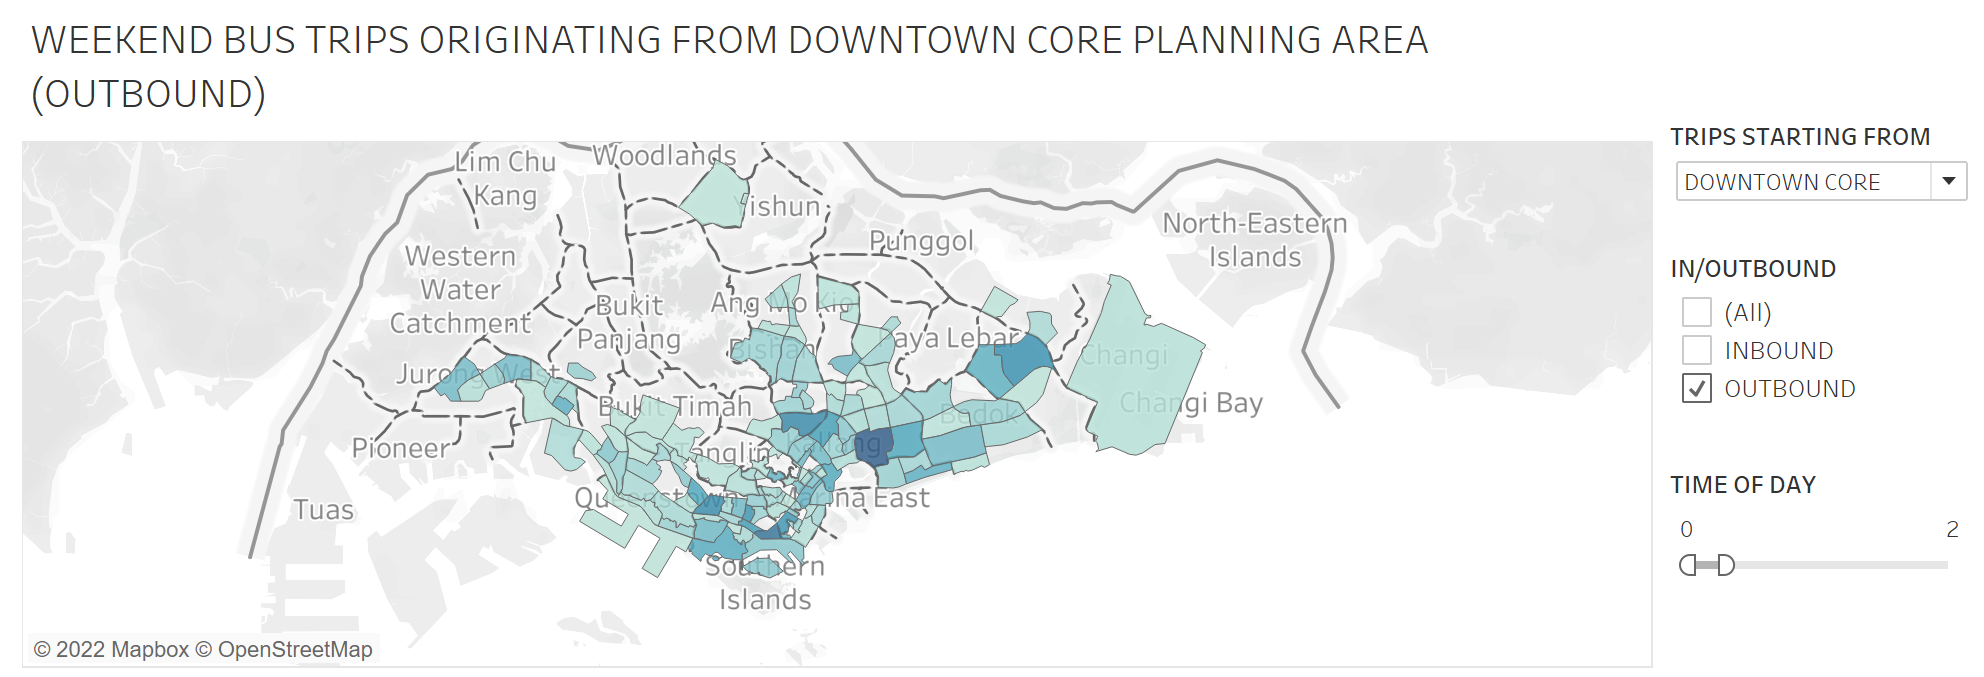 WEEKEND BUS TRIPS ORIGINATING FROM DOWNTOWN CORE PLANNING AREA
(OUTBOUND)
Lim Chu
Kang
Woodlands
Yishun
Punggol
North-Eastern
Islands
Western
Water
Catchment
Bukit
Panjang
Ang Mo Kio
Bishan
aya Lebar
Changi
Jurong West
Bukit Timah
Bedok
Changi Bay
Pioneer
Tanglin
Kallang
Queenstown
Marina East
Tuas
Southern
Islands
© 2022 Mapbox © OpenStreetMap
TRIPS STARTING FROM
DOWNTOWN CORE
IN/OUTBOUND
(All)
INBOUND
OUTBOUND
TIME OF DAY
0 2